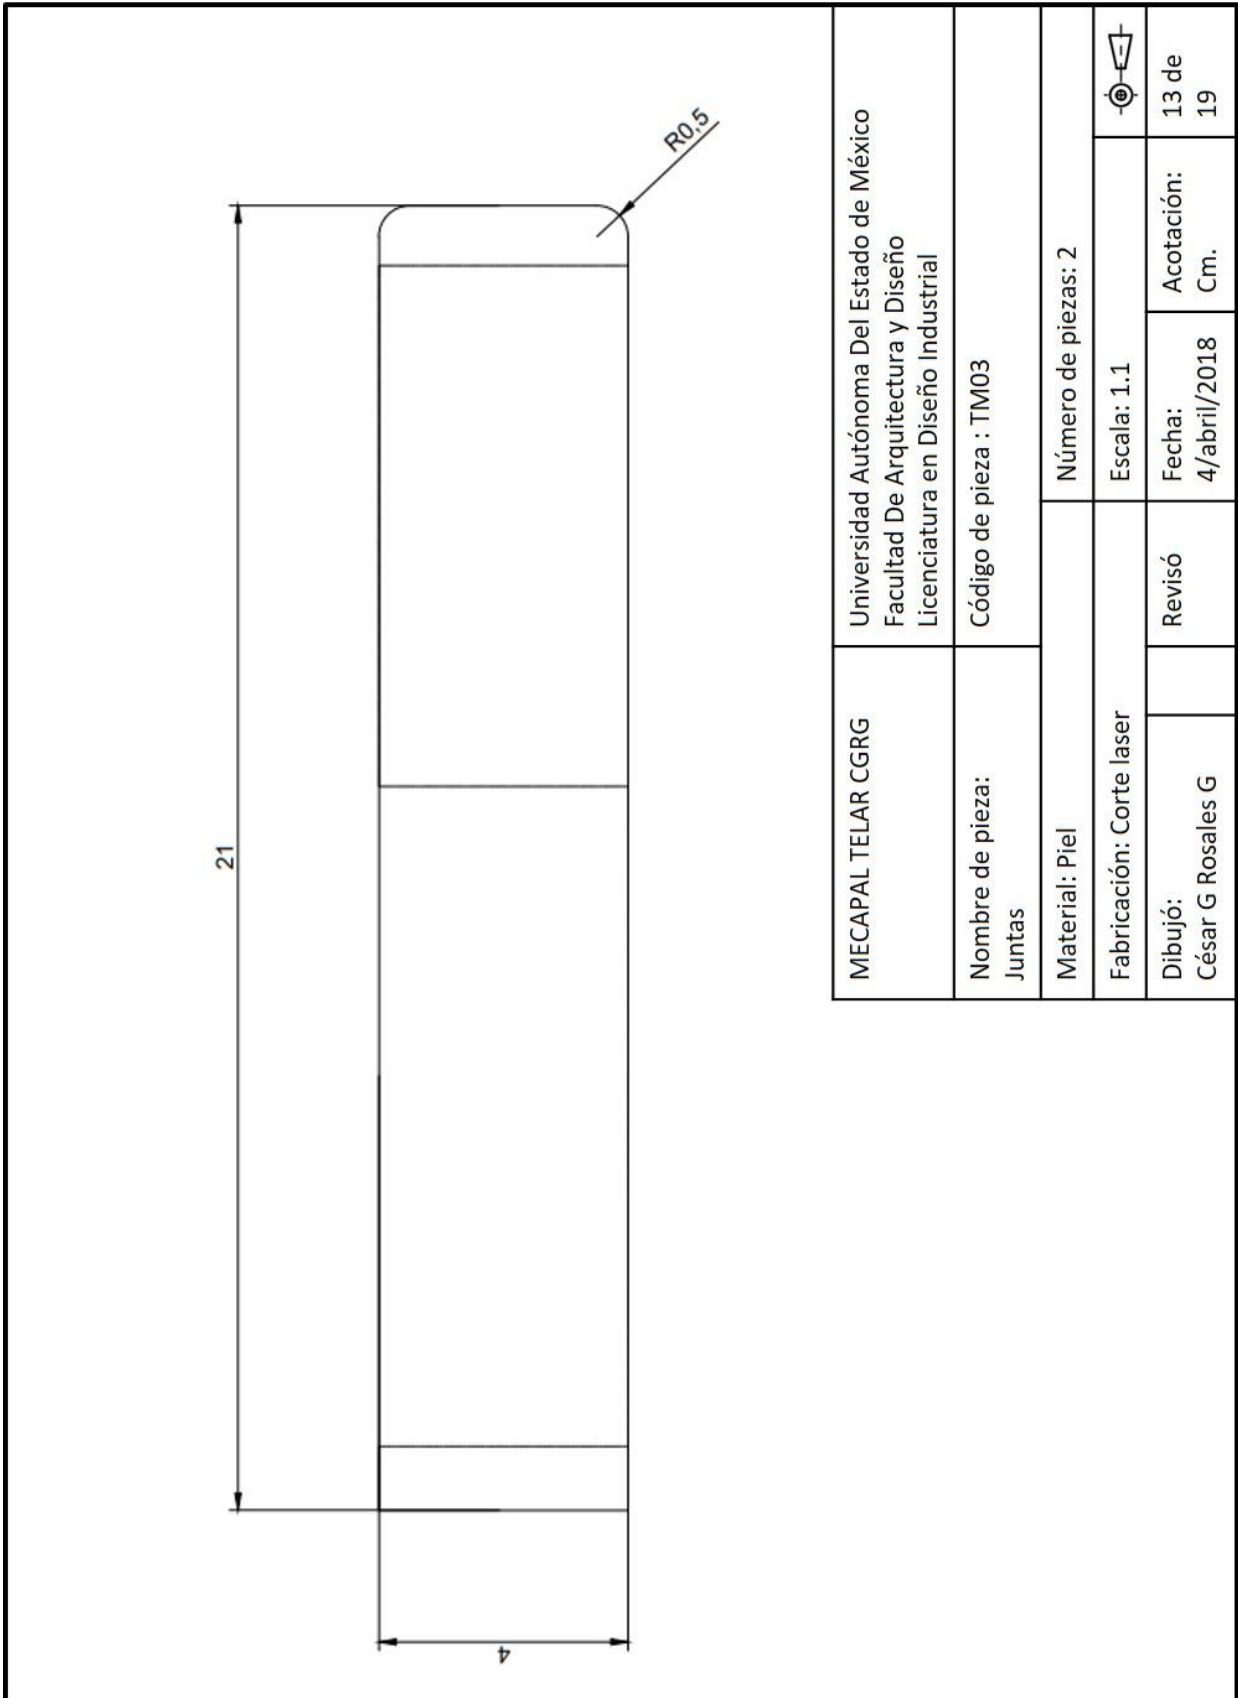 21
R0,5
4
MECAPAL TELAR CGRG
Universidad Autónoma Del Estado de México
Facultad De Arquitectura y Diseño
Licenciatura en Diseño Industrial
Nombre de pieza:
Juntas
Código de pieza : TM03
Material: Piel
Número de piezas: 2
Fabricación: Corte laser
Escala: 1.1
Dibujó:
César G Rosales G
Revisó
Fecha:
4/abril/2018
Acotación:
Cm.
13 de
19